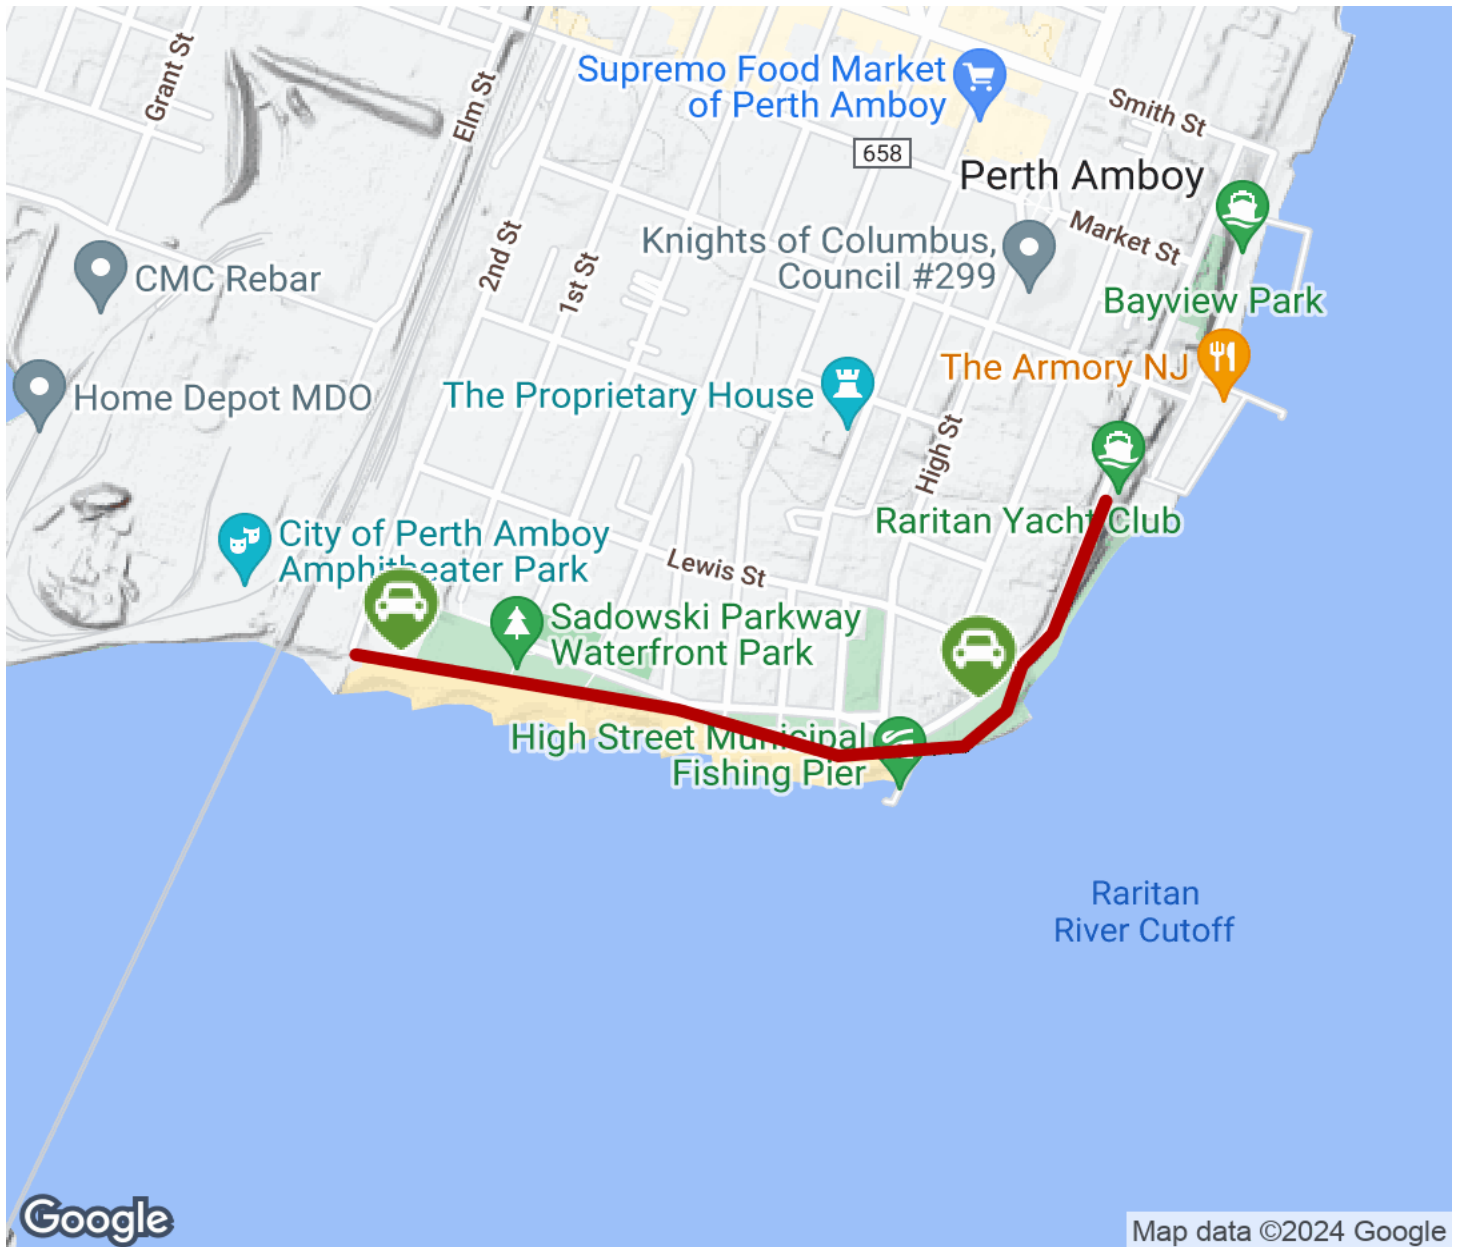 Grant St
Elm St
Supremo Food Market
of Perth Amboy
Smith St
658
Perth Amboy
Market St
2nd St
1st St
Knights of Columbus,
Council #299
CMC Rebar
Bayview Park
The Armory NJ
Home Depot MDO
The Proprietary House
High St
Raritan Yacht Club
City of Perth Amboy
Amphitheater Park
Lewis St
Sadowski Parkway
Waterfront Park
High Street Municipal
Fishing Pier
Raritan
River Cutoff
Google
Map data ©2024 Google